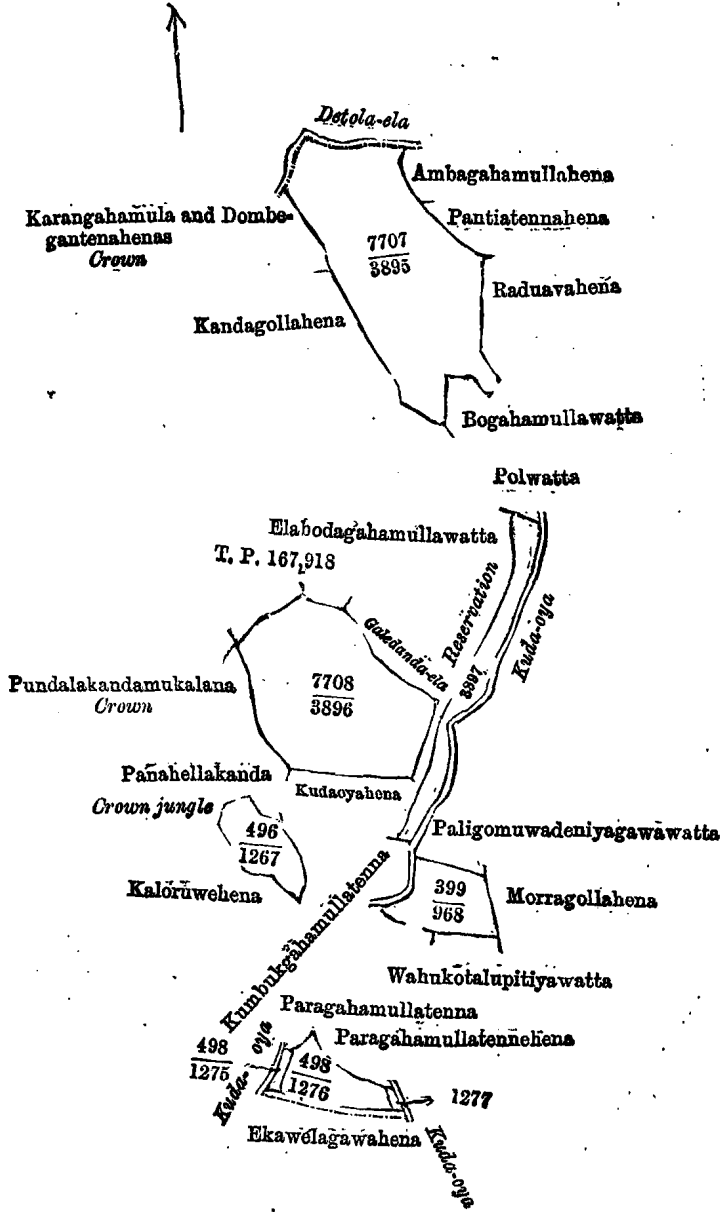 Detola-ela
Ambagahamullahena
Karangahamula and Dombe-
gantenahenas
Crown
Pantiatennahena
7707
3895
Raduavahena
Kandagollahena
Bogahamullawatta
Polwatta
Elabodagahamullawatta
T. P. 167,918
Reservation
Kuda-oya
Galedanda-ela
3897
Pundalakandamukalana
Crown
7708
3896
Panahellakanda
Kudaoyahena
Crown jungle
496
1267
Paligomuwadeniyagawawatta
Kaloruwehena
399
968
Morragollahena
Kumbukgahamullatenna
Wahukotalupitiyawatta
Paragahamullatenna
Paragahamullatennehena
498
1275
Kuda-oya
498
1276
1277
Ekawelagawahena
Kuda-oya